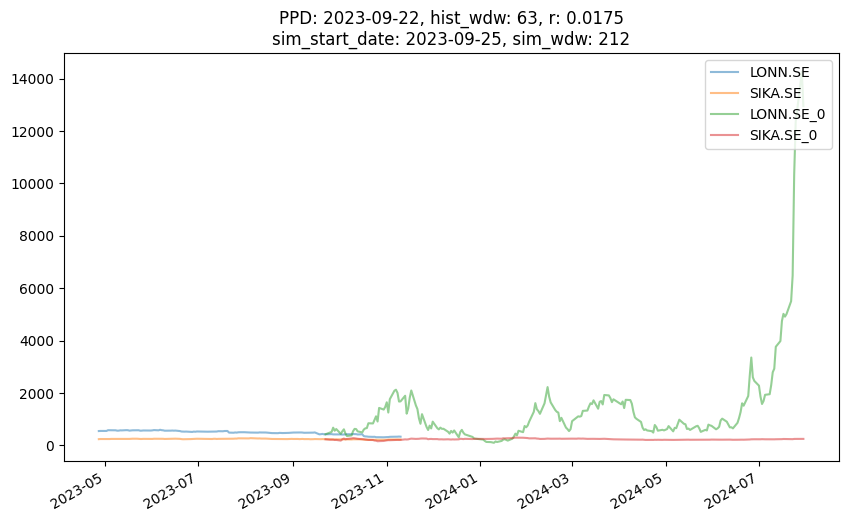 PPD: 2023-09-22, hist_wdw: 63, r: 0.0175
sim_start_date: 2023-09-25, sim_wdw: 212
14000
12000
10000
8000
6000
4000
2000
0
LONN.SE
SIKA.SE
LONN.SE_0
SIKA.SE_0
2023-05
2023-07
2023-09
2023-11
2024-01
2024-03
2024-05
2024-07